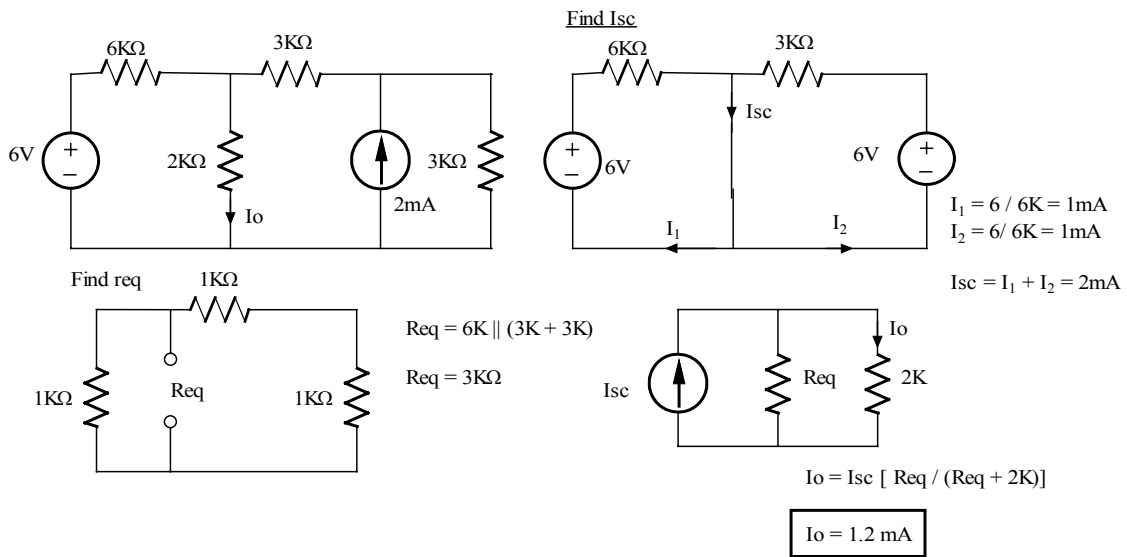 6KΩ
3KΩ
6V
+
–
2KΩ
Io
2mA
3KΩ
Find Isc
6KΩ
3KΩ
Isc
+
–
6V
6V
+
–
I₁
I₂
I₁ = 6 / 6K = 1mA
I₂ = 6/ 6K = 1mA
Isc = I₁ + I₂ = 2mA
Find req
1KΩ
1KΩ
Req
1KΩ
Req = 6K || (3K + 3K)
Req = 3KΩ
Isc
Req
Io
2K
Io = Isc [ Req / (Req + 2K)]
Io = 1.2 mA